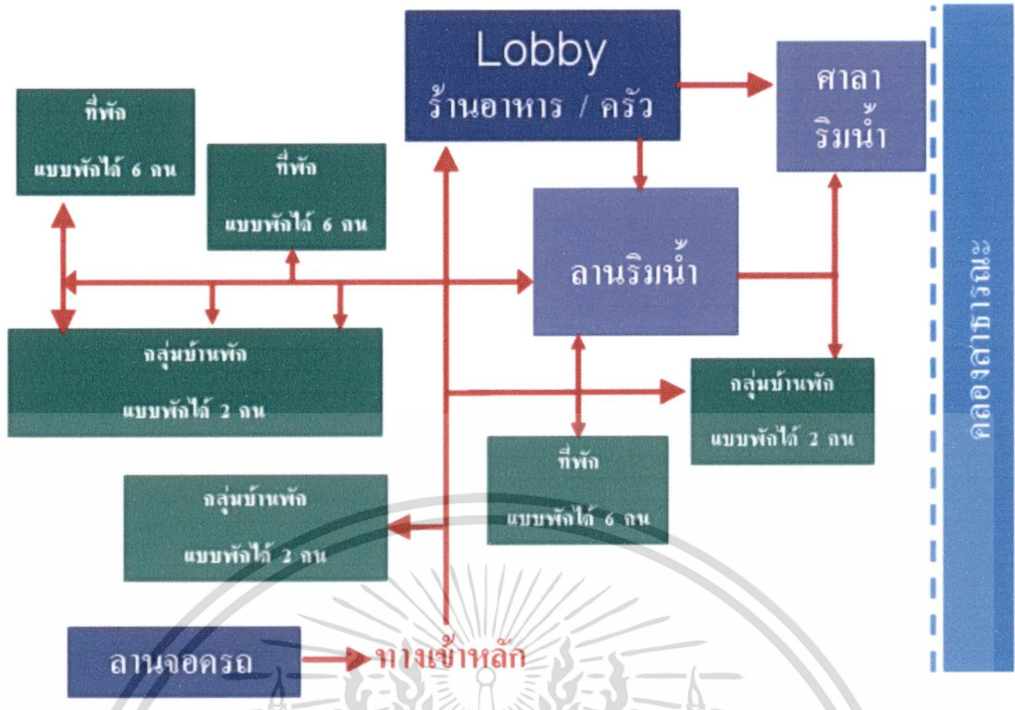 Lobby
ร้านอาหาร / ครัว
ศาลา
ริมน้ำ
ที่พัก
แบบพักได้ 6 คน
ที่พัก
แบบพักได้ 6 คน
ลานริมน้ำ
คลองสาธารณะ
กลุ่มบ้านพัก
แบบพักได้ 2 คน
กลุ่มบ้านพัก
แบบพักได้ 2 คน
ที่พัก
แบบพักได้ 6 คน
กลุ่มบ้านพัก
แบบพักได้ 2 คน
ลานจอดรถ
ทางเข้าหลัก